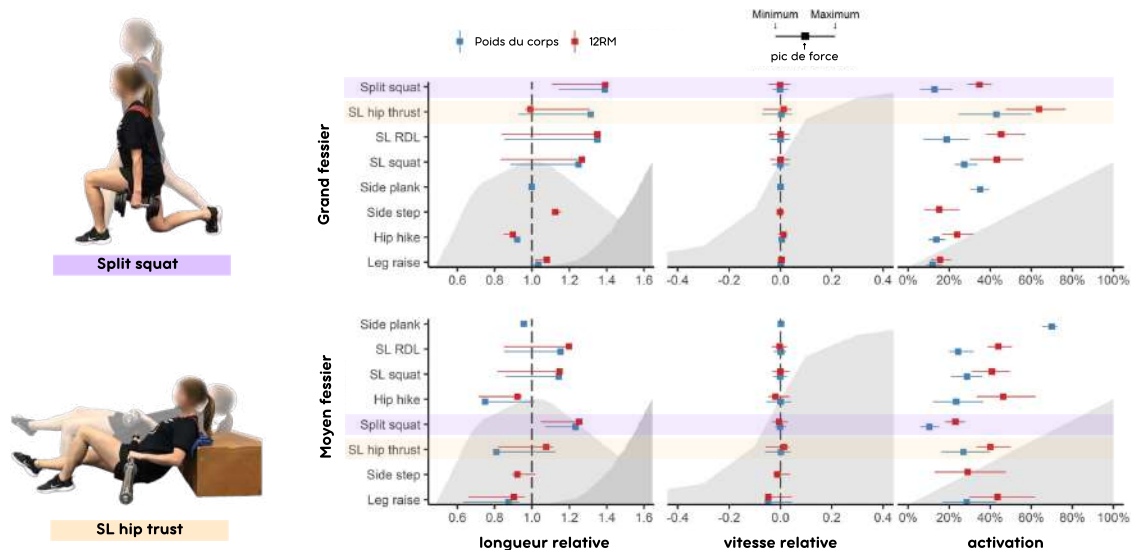 Minimum Maximum
Poids du corps 12RM
pic de force
Grand fessier
Split squat
SL hip thrust
SL RDL
SL squat
Side plank
Side step
Hip hike
Leg raise
0.6 0.8 1.0 1.2 1.4 1.6
-0.4 -0.2 0.0 0.2 0.4
0% 20% 40% 60% 80% 100%
Split squat
Moyen fessier
Side plank
SL RDL
SL squat
Hip hike
Split squat
SL hip thrust
Side step
Leg raise
0.6 0.8 1.0 1.2 1.4 1.6
-0.4 -0.2 0.0 0.2 0.4
0% 20% 40% 60% 80% 100%
SL hip trust
longueur relative
vitesse relative
activation